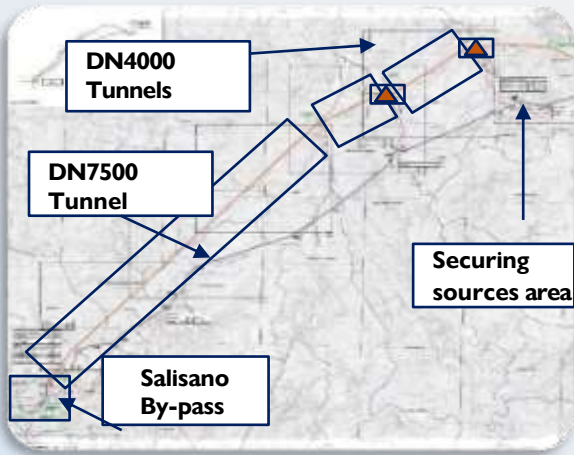 DN4000
Tunnels
DN7500
Tunnel
Securing
sources area
Salisano
By-pass